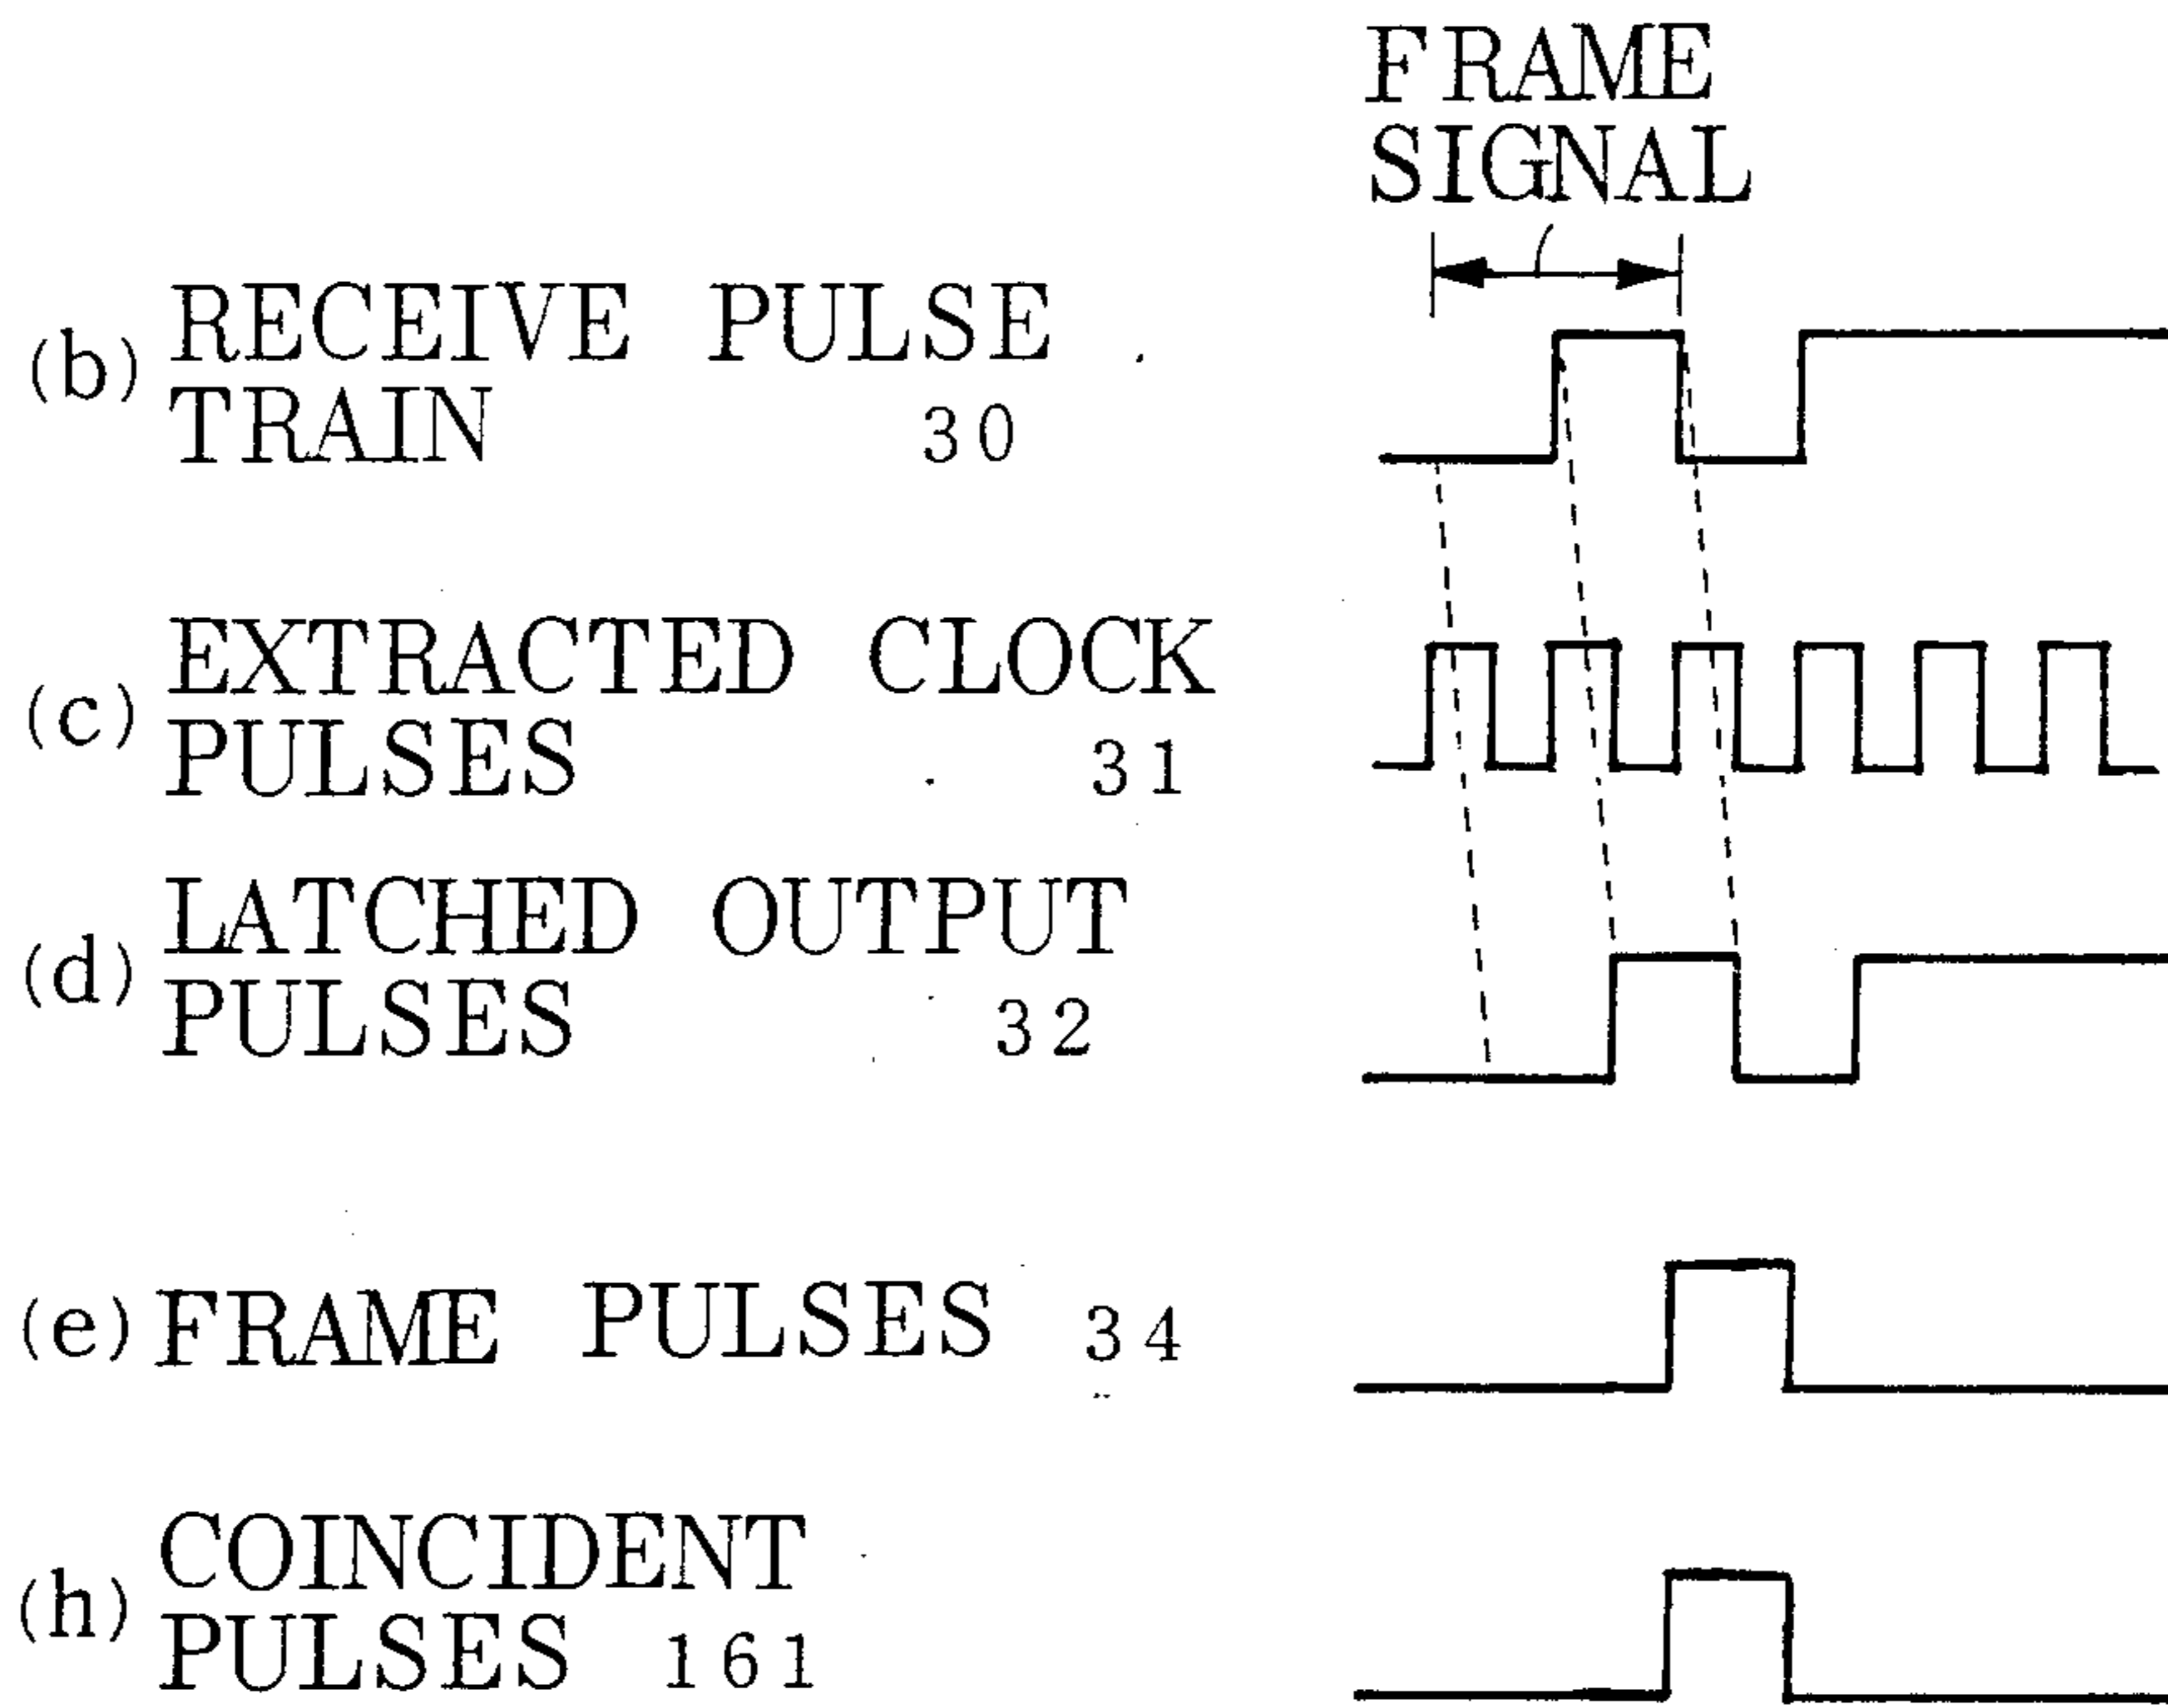 FRAME
SIGNAL
(b) RECEIVE PULSE
TRAIN 30
(c) EXTRACTED CLOCK
PULSES 31
(d) LATCHED OUTPUT
PULSES 32
(e) FRAME PULSES 34
(h) COINCIDENT
PULSES 161